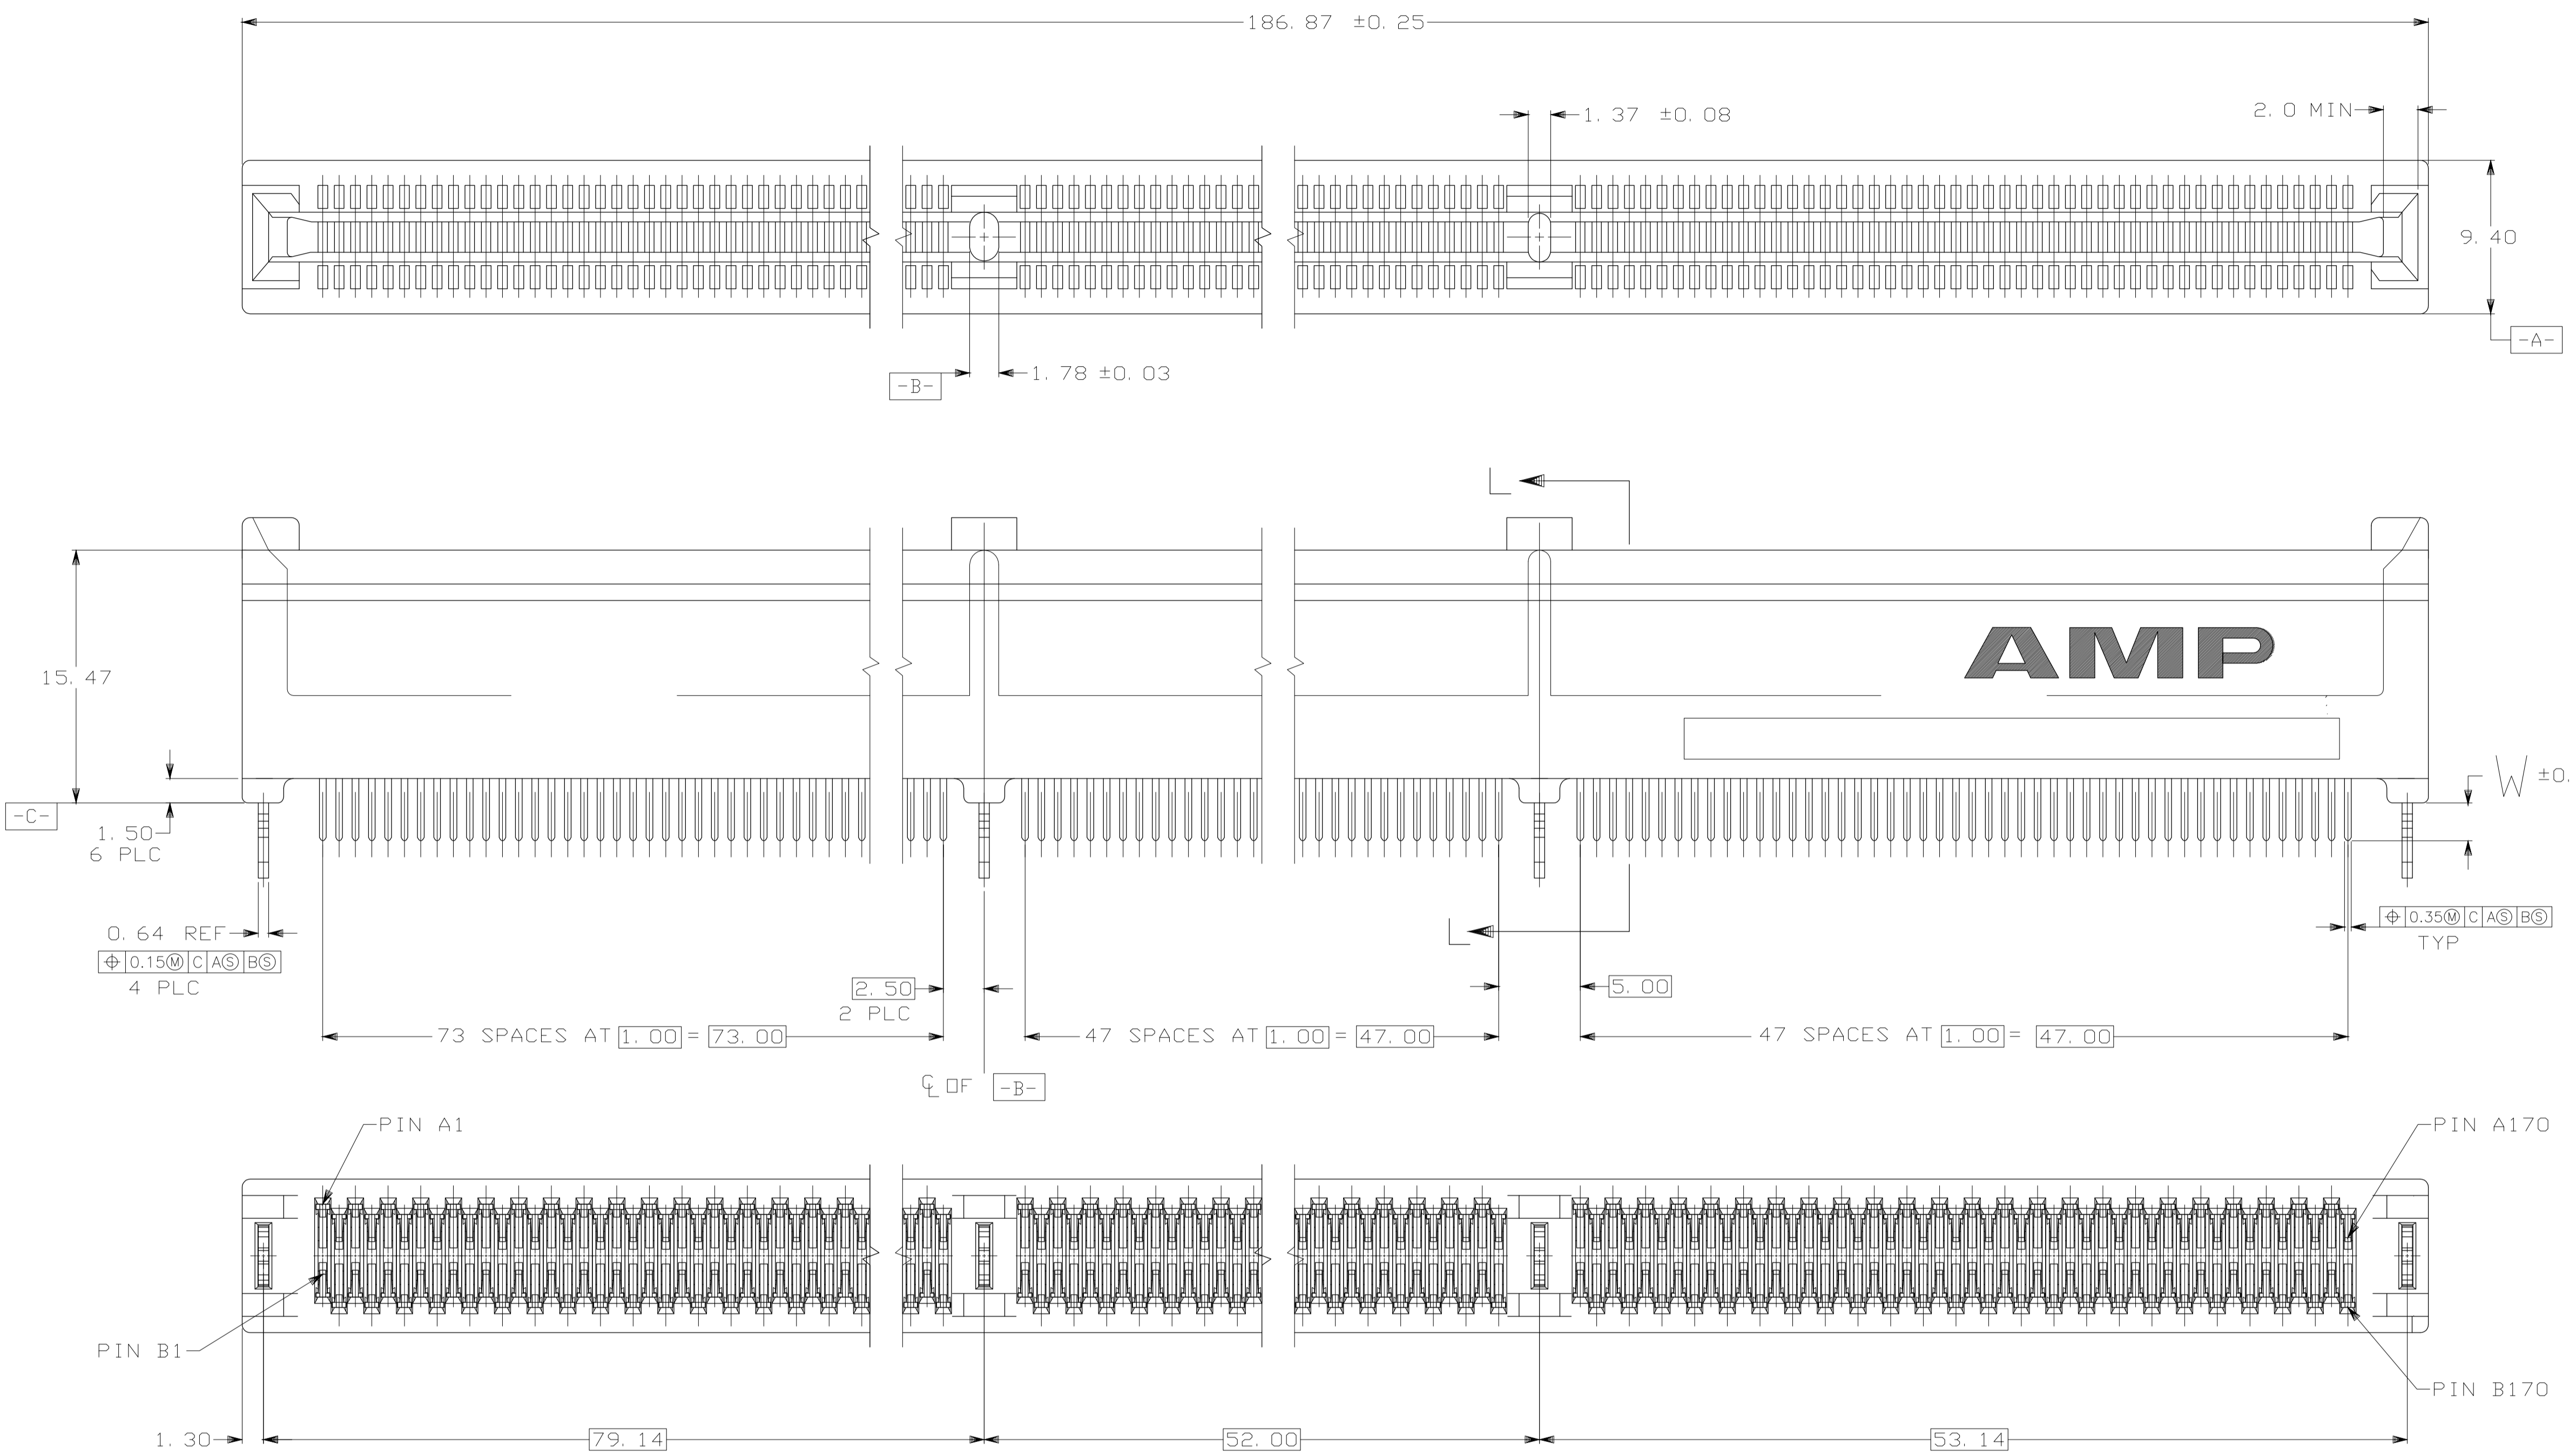 186.87 ±0.25
1.37 ±0.08
2.0 MIN
9.40
-A-
-B-
1.78 ±0.03
L
AMP
15.47
W ±0.
-C-
1.50
6 PLC
0.64 REF
⌖ 0.15Ⓜ C AⓈ BⓈ
4 PLC
L
⌖ 0.35Ⓜ C AⓈ BⓈ
TYP
2.50
2 PLC
5.00
73 SPACES AT 1.00 = 73.00
47 SPACES AT 1.00 = 47.00
47 SPACES AT 1.00 = 47.00
℄ OF -B-
PIN A1
PIN A170
PIN B1
PIN B170
1.30
79.14
52.00
53.14